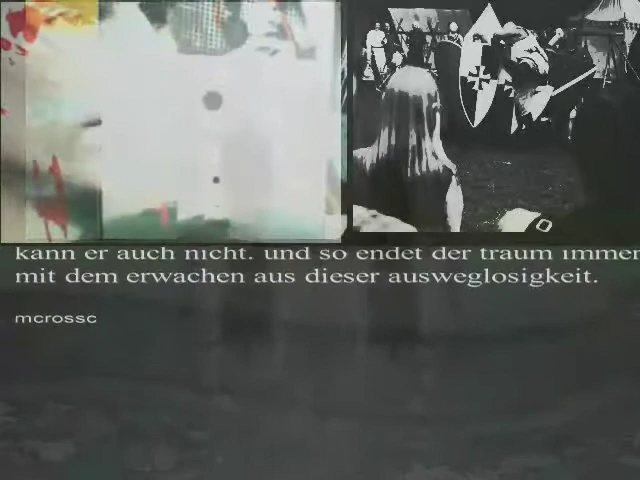 kann er auch nicht. und so endet der traum immer
mit dem erwachen aus dieser ausweglosigkeit.
mcrossc